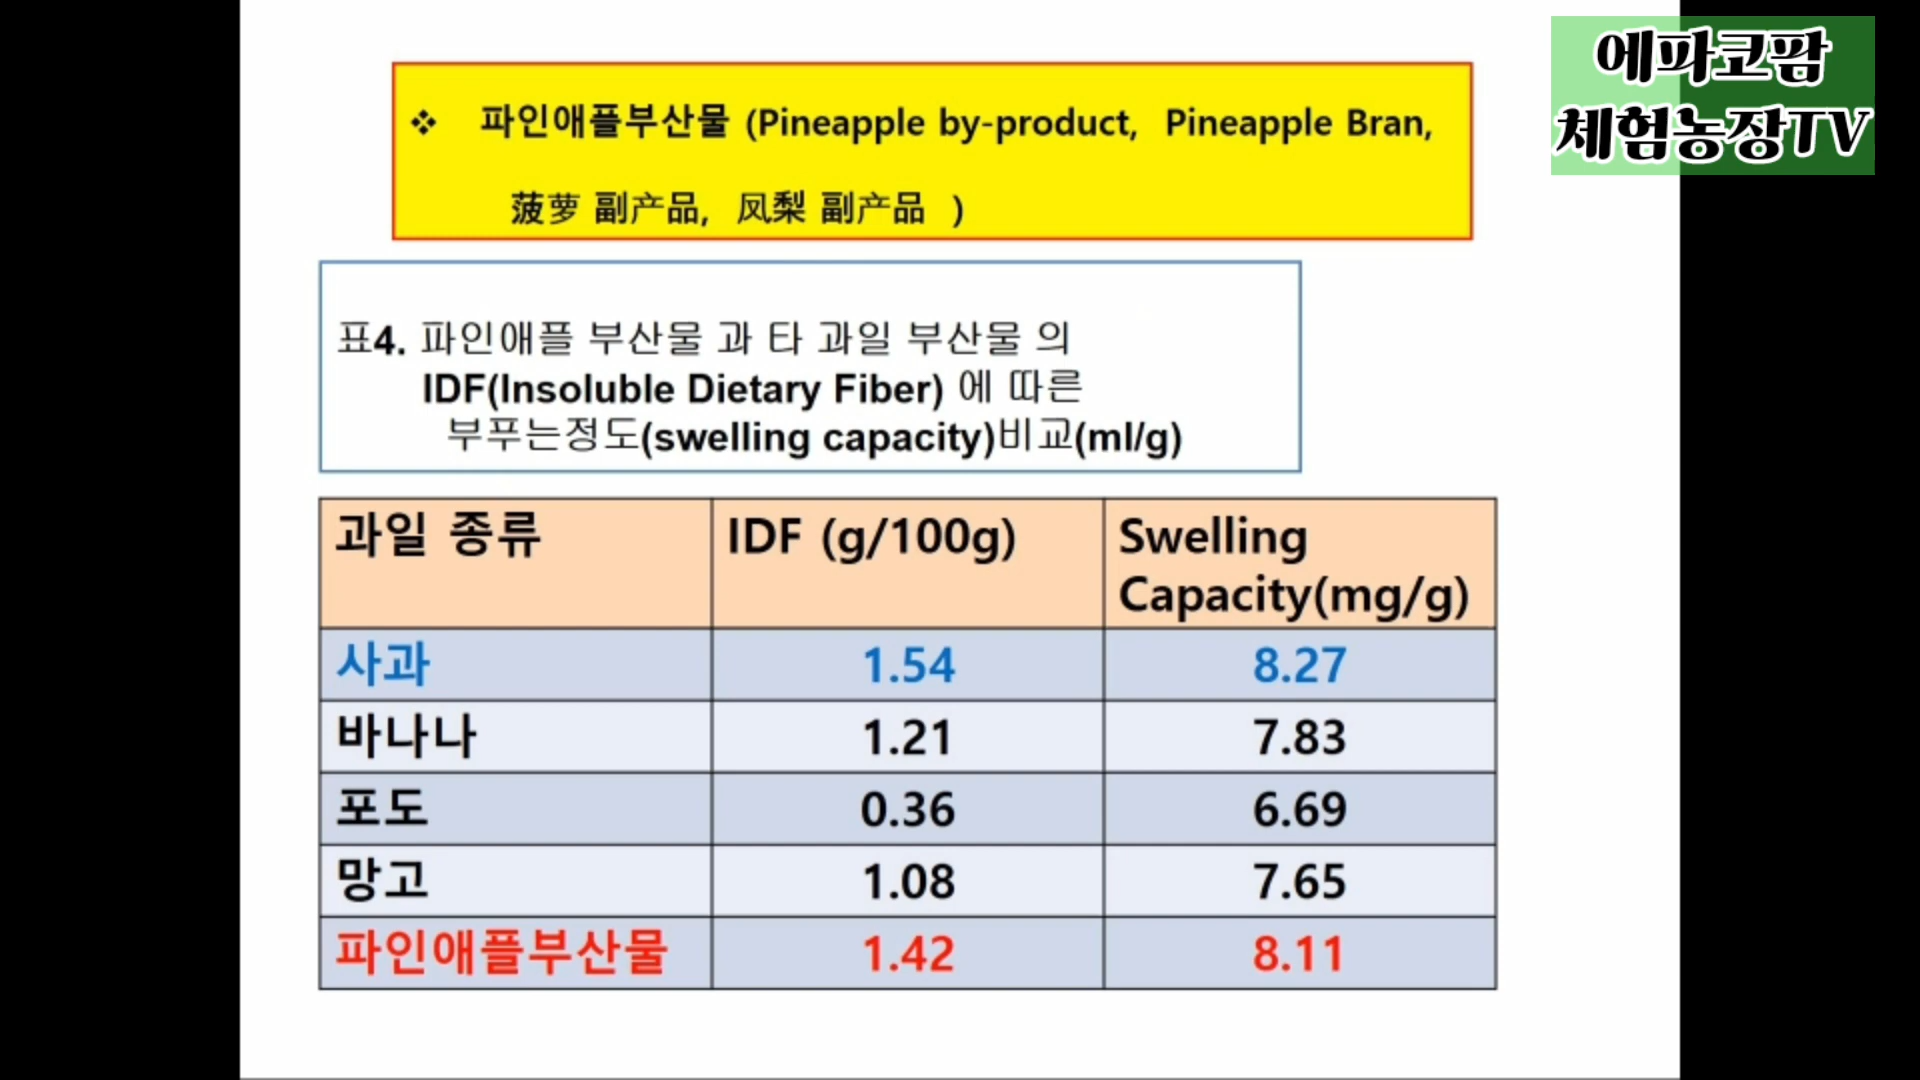 에파코팜
체험농장TV
❖ 파인애플부산물 (Pineapple by-product, Pineapple Bran,
菠萝 副产品, 凤梨 副产品 )
표4. 파인애플 부산물 과 타 과일 부산물 의
IDF(Insoluble Dietary Fiber) 에 따른
부푸는정도(swelling capacity)비교(ml/g)
과일 종류 IDF (g/100g) Swelling
Capacity(mg/g)
사과 1.54 8.27
바나나 1.21 7.83
포도 0.36 6.69
망고 1.08 7.65
파인애플부산물 1.42 8.11